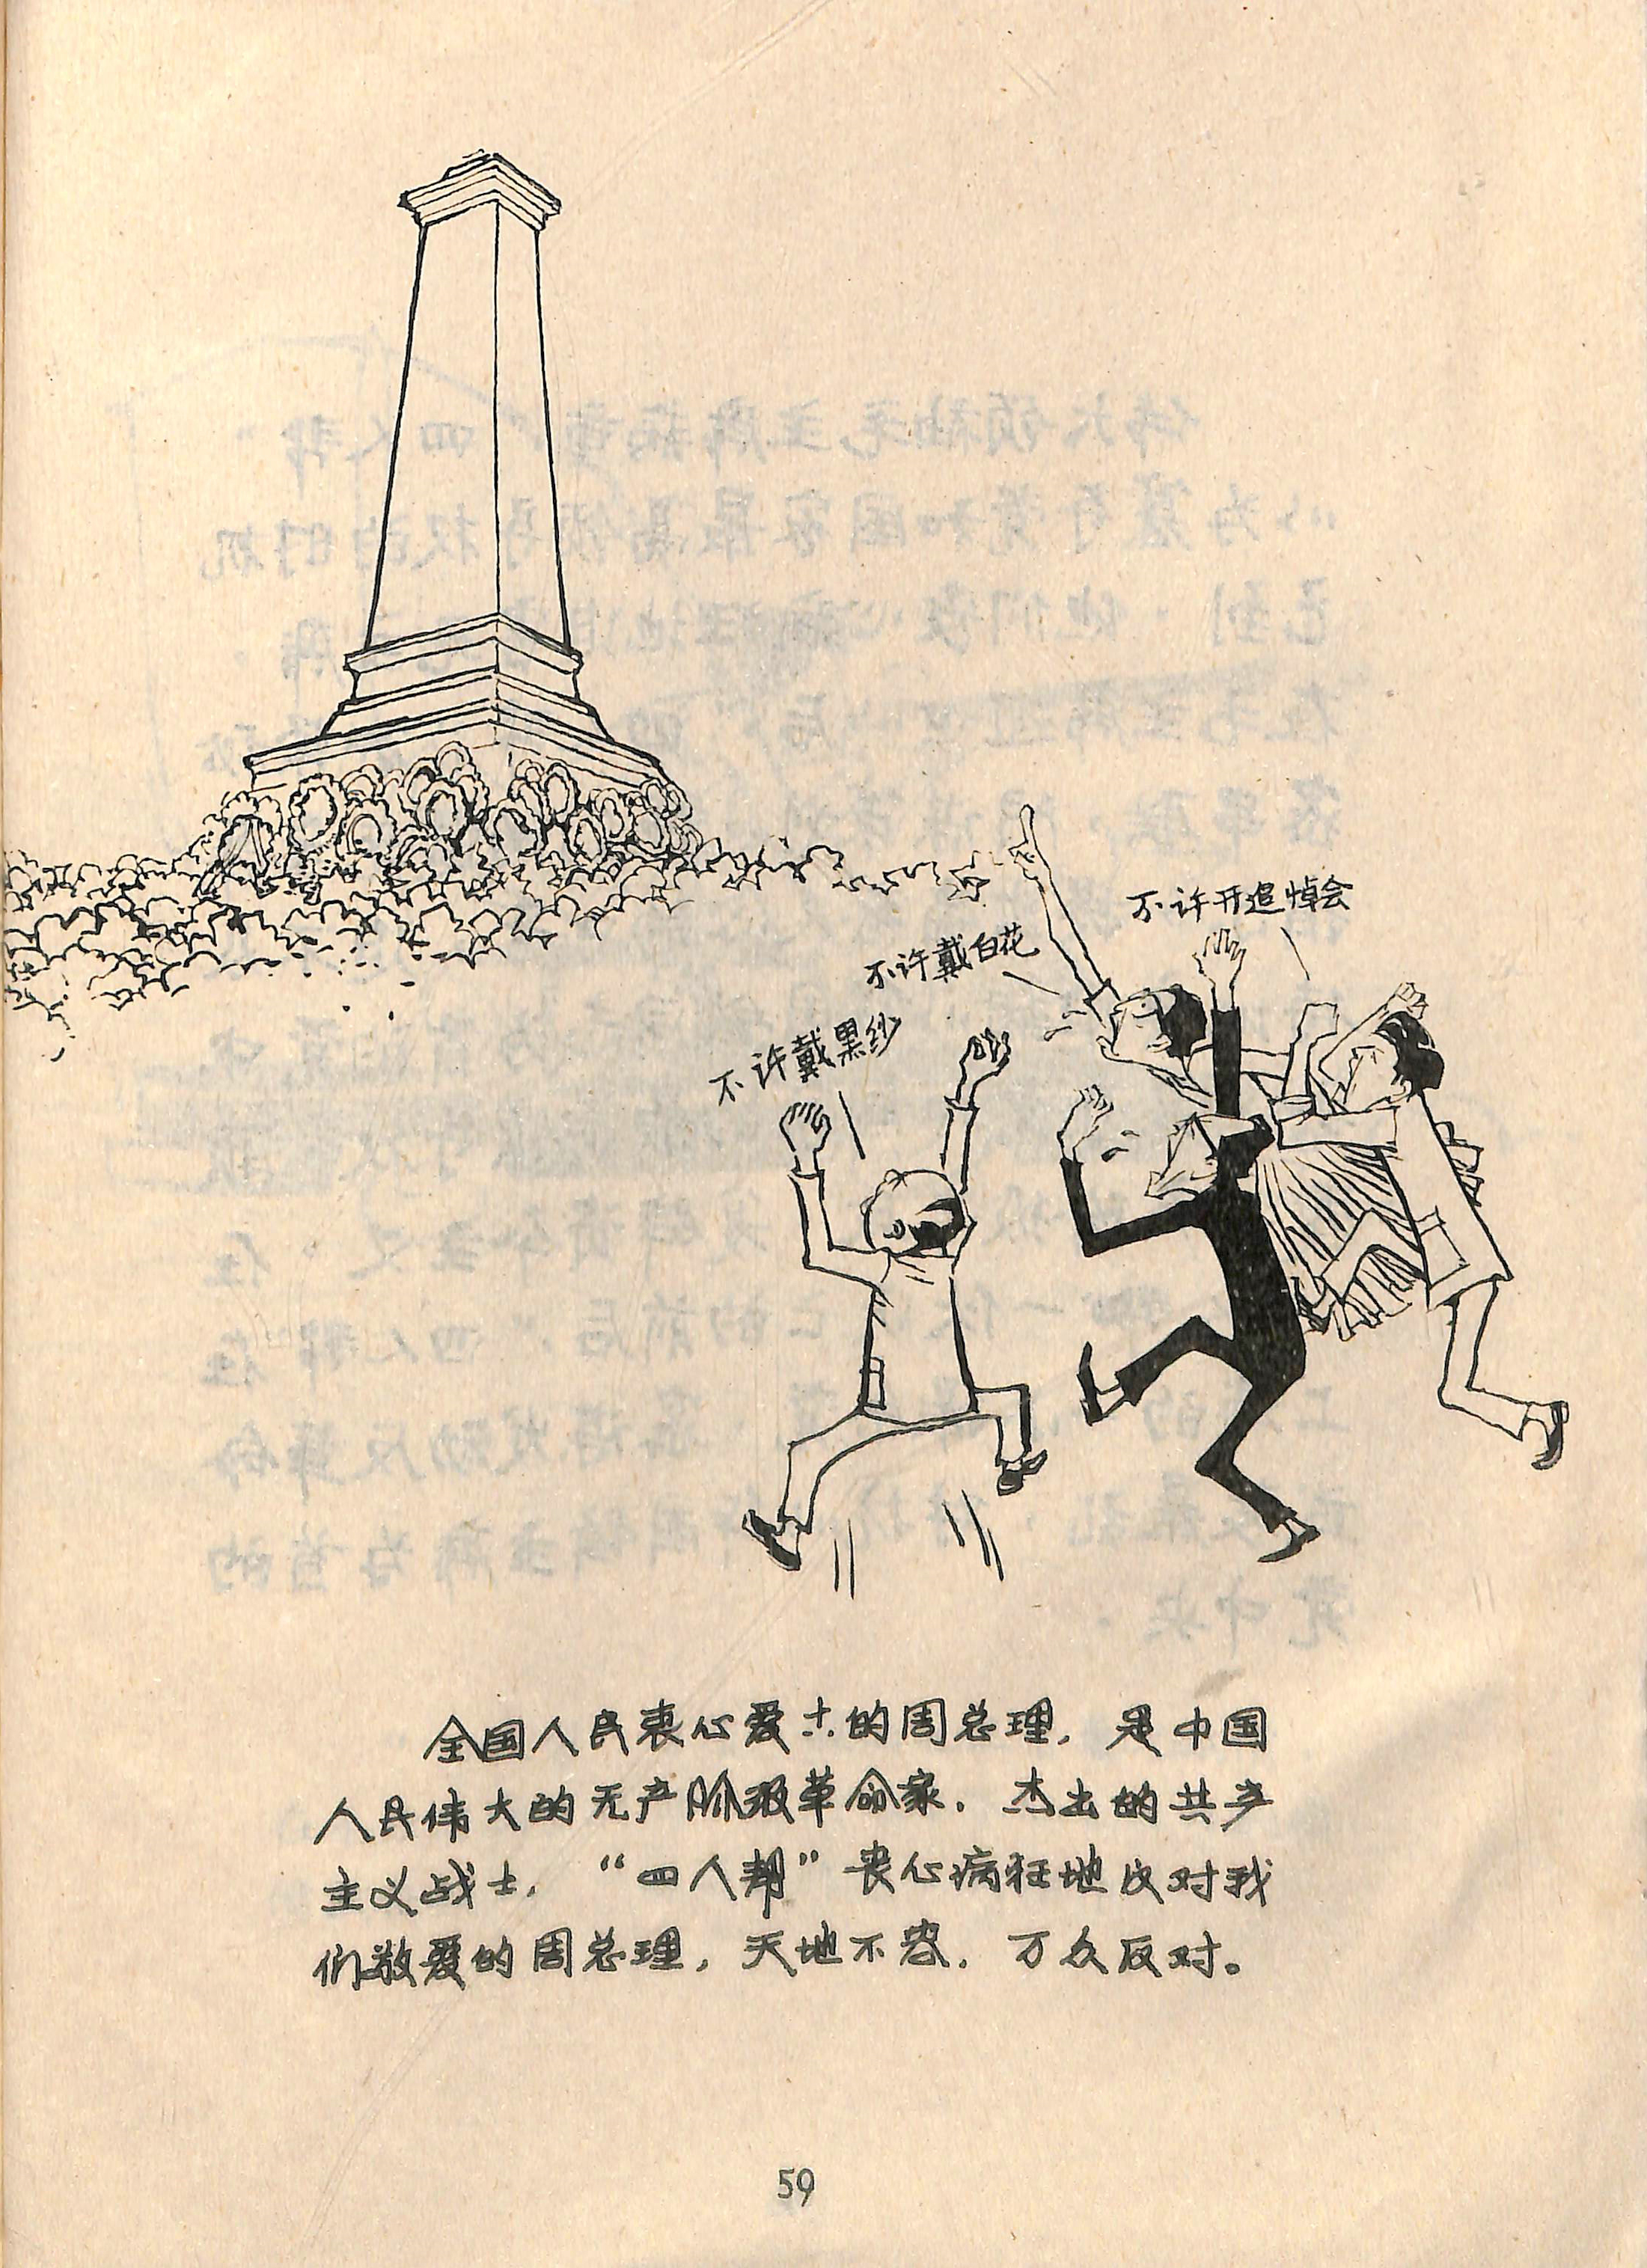 不许开追悼会
不许戴白花
不许戴黑纱
全国人民衷心爱戴的周总理，是中国
人民伟大的无产阶级革命家、杰出的共产
主义战士，“四人帮”丧心病狂地反对我
们敬爱的周总理，天地不容，万众反对。
59